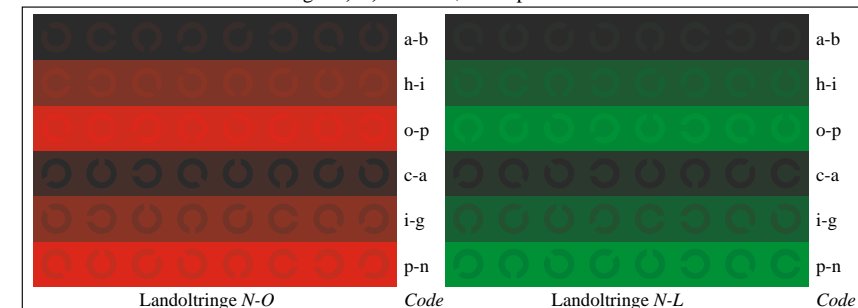 a-b a-b
h-i h-i
o-p o-p
c-a c-a
i-g i-g
p-n p-n
Landoltringe N-O Code Landoltringe N-L Code